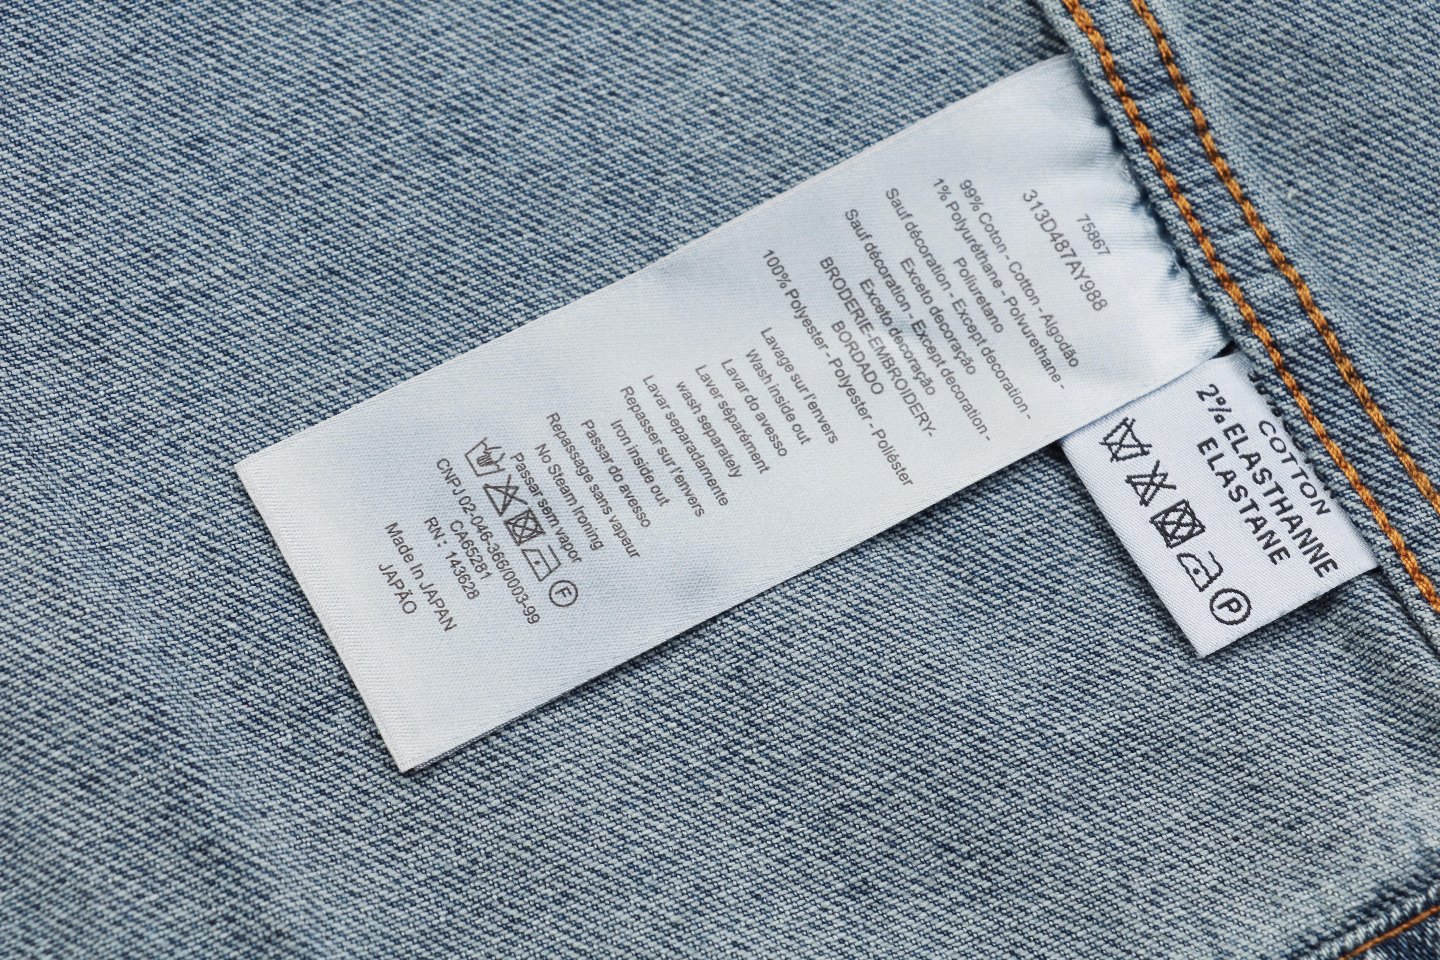 75867
313D487AY988
99% Coton - Cotton - Algodão
1% Polyuréthane - Polyurethane -
Poliuretano
Sauf décoration - Except decoration -
Exceto decoração
Sauf décoration - Except decoration -
Exceto decoração
BRODERIE-EMBROIDERY-
BORDADO
100% Polyester - Polyester - Poliéster
Lavage sur l'envers
Wash inside out
Lavar do avesso
Laver séparément
wash separately
Lavar separadamente
Repasser sur l'envers
Iron inside out
Passar do avesso
Repassage sans vapeur
No Steam Ironing
Passar sem vapor
F
CNPJ 02-046-366/0003-99
CA65281
RN : 143628
Made In JAPAN
JAPÃO
COTTON
2% ELASTHANNE
ELASTANE
P